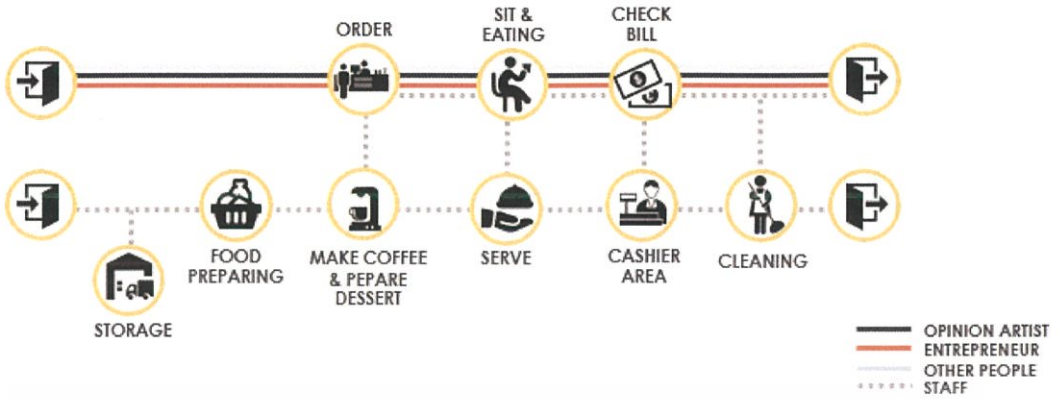 ORDER
SIT &
EATING
CHECK
BILL
FOOD
PREPARING
MAKE COFFEE
& PEPARE
DESSERT
SERVE
CASHIER
AREA
CLEANING
STORAGE
OPINION ARTIST
ENTREPRENEUR
OTHER PEOPLE
STAFF